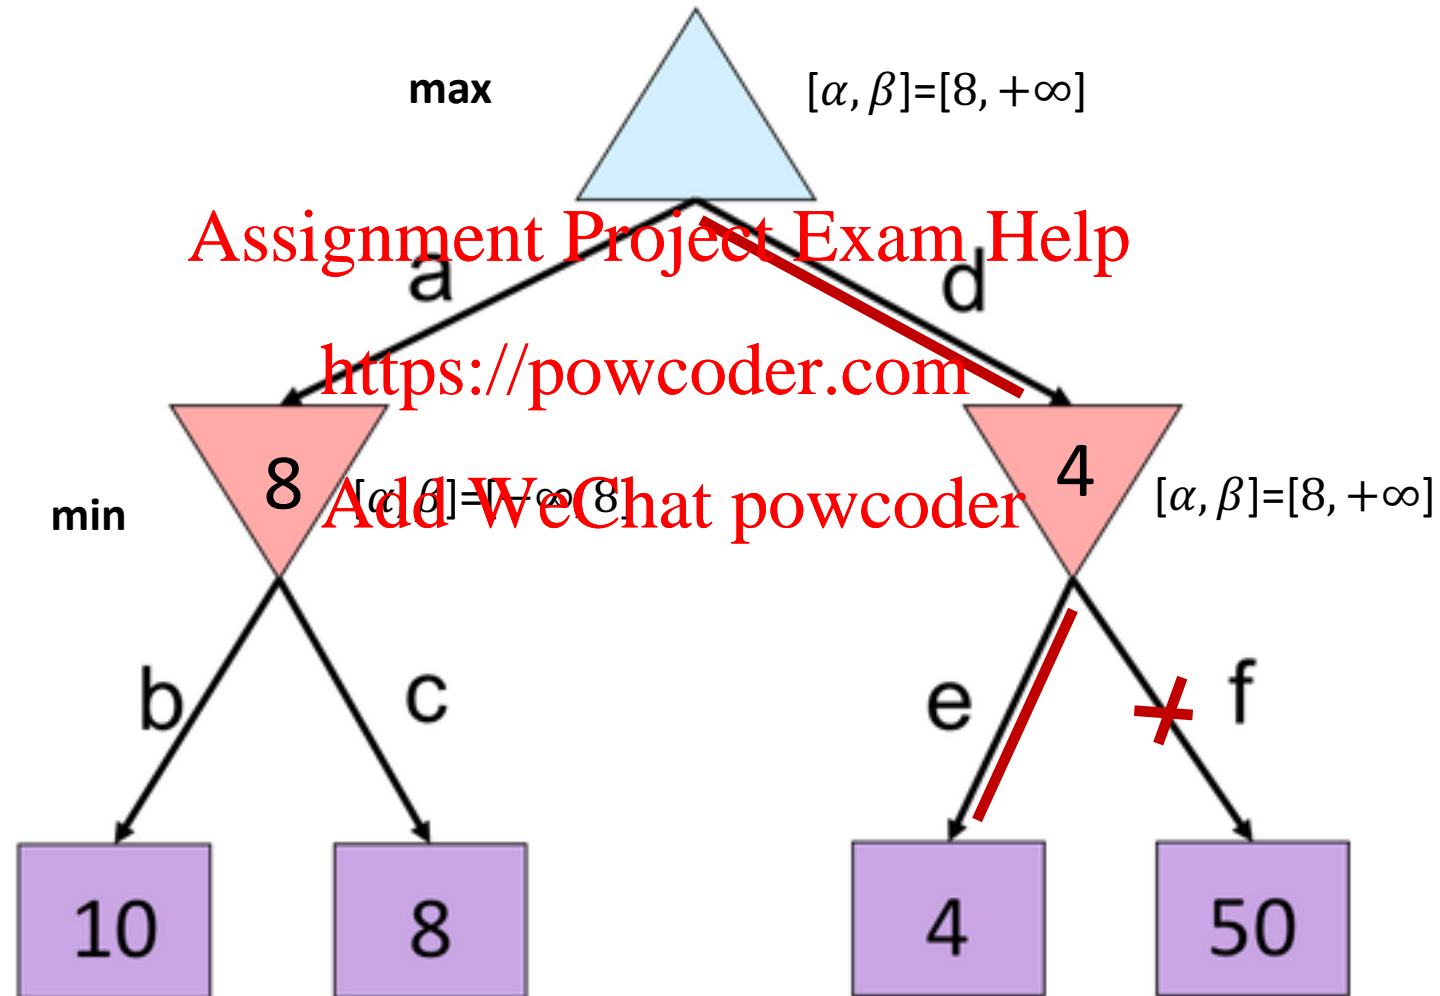 max [𝛼, 𝛽]=[8, +∞]
Assignment Project Exam Help
a d
https://powcoder.com
8 [𝛼, 𝛽]=[−∞, 8] 4 [𝛼, 𝛽]=[8, +∞]
Add WeChat powcoder
min
b c e f
10 8 4 50